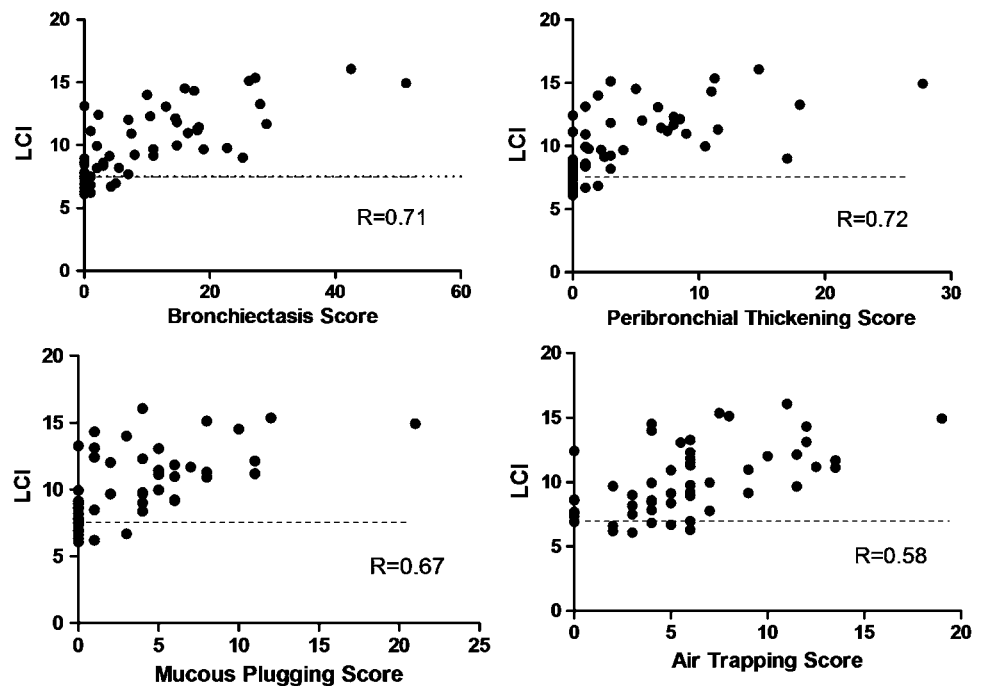 20
15
LCI
10
5
0
R=0.71
0 20 40 60
Bronchiectasis Score
20
15
LCI
10
5
0
R=0.72
0 10 20 30
Peribronchial Thickening Score
20
15
LCI
10
5
0
R=0.67
0 5 10 15 20 25
Mucous Plugging Score
20
15
LCI
10
5
0
R=0.58
0 5 10 15 20
Air Trapping Score